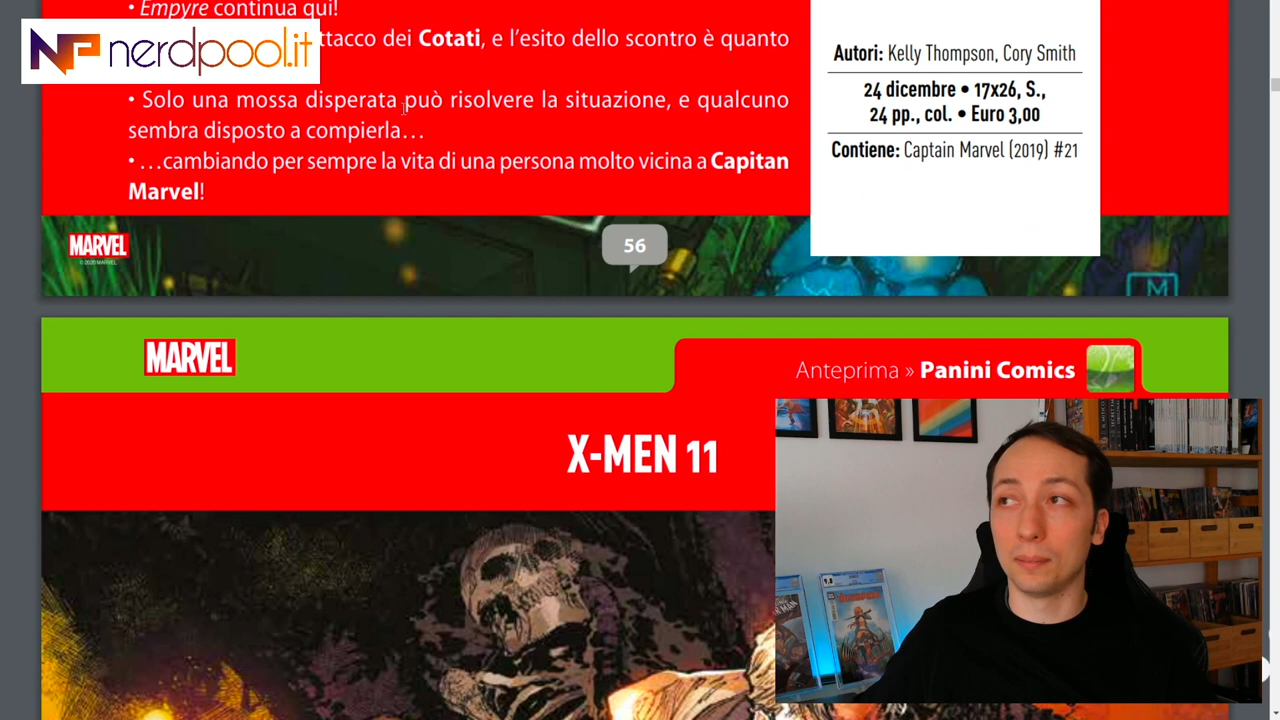 • Empyre continua qui!
nerdpool.it
ttacco dei Cotati, e l’esito dello scontro è quanto
• Solo una mossa disperata può risolvere la situazione, e qualcuno
sembra disposto a compierla…
• …cambiando per sempre la vita di una persona molto vicina a Capitan
Marvel!
Autori: Kelly Thompson, Cory Smith
24 dicembre • 17x26, S.,
24 pp., col. • Euro 3,00
Contiene: Captain Marvel (2019) #21
MARVEL
© 2020 MARVEL
56
M
MARVEL
Anteprima » Panini Comics
X-MEN 11